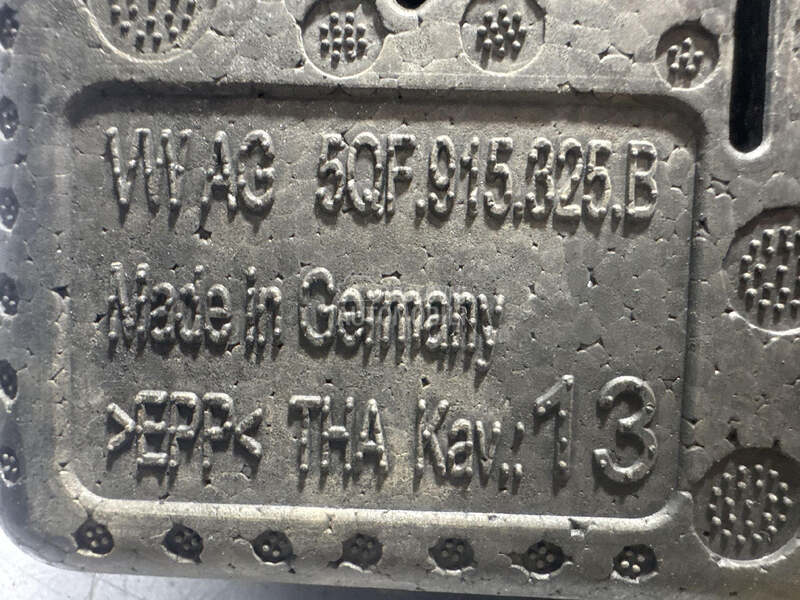 VW AG 5QF.915.325.B
Made in Germany
>EPP< THA Kav.: 13